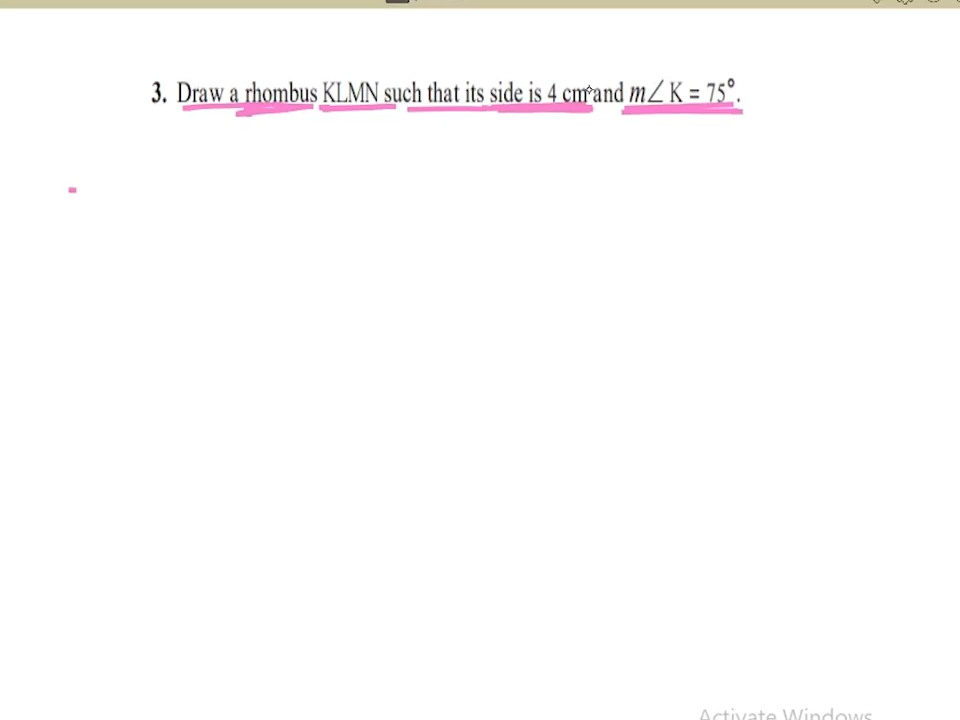 3. Draw a rhombus KLMN such that its side is 4 cm and m∠ K = 75°.
Activate Windows